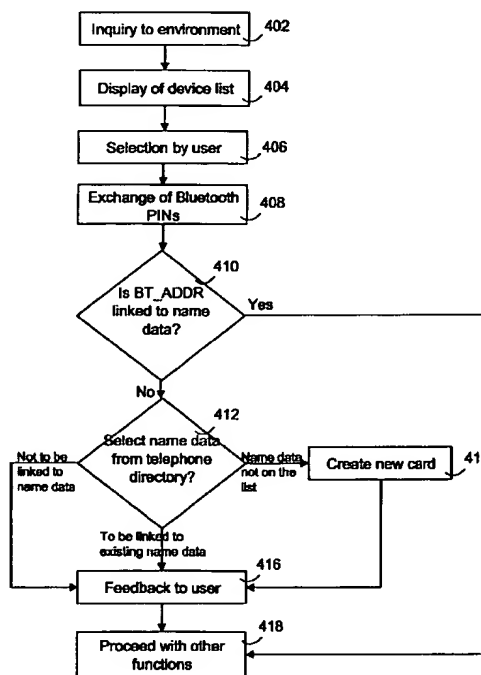 Inquiry to environment
402
Display of device list
404
Selection by user
406
Exchange of Bluetooth
PINs
408
410
Is BT_ADDR
linked to name
data?
Yes
No
412
Select name data
from telephone
directory?
Not to be
linked to
name data
Name data
not on the
list
Create new card
41
To be linked to
existing name data
Feedback to user
416
Proceed with other
functions
418